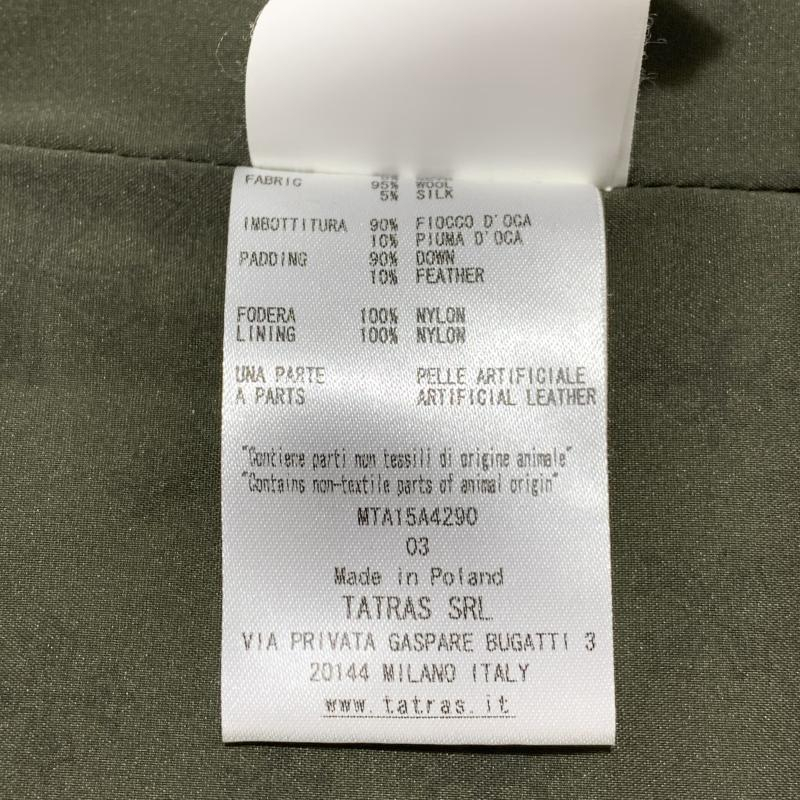 FABRIC 95% WOOL
5% SILK
IMBOTTITURA 90% FIOCCO D'OCA
10% PIUMA D'OCA
PADDING 90% DOWN
10% FEATHER
FODERA 100% NYLON
LINING 100% NYLON
UNA PARTE PELLE ARTIFICIALE
A PARTS ARTIFICIAL LEATHER
"Contiene parti non tessili di origine animale"
"Contains non-textile parts of animal origin"
MTA15A4290
03
Made in Poland
TATRAS SRL
VIA PRIVATA GASPARE BUGATTI 3
20144 MILANO ITALY
www.tatras.it